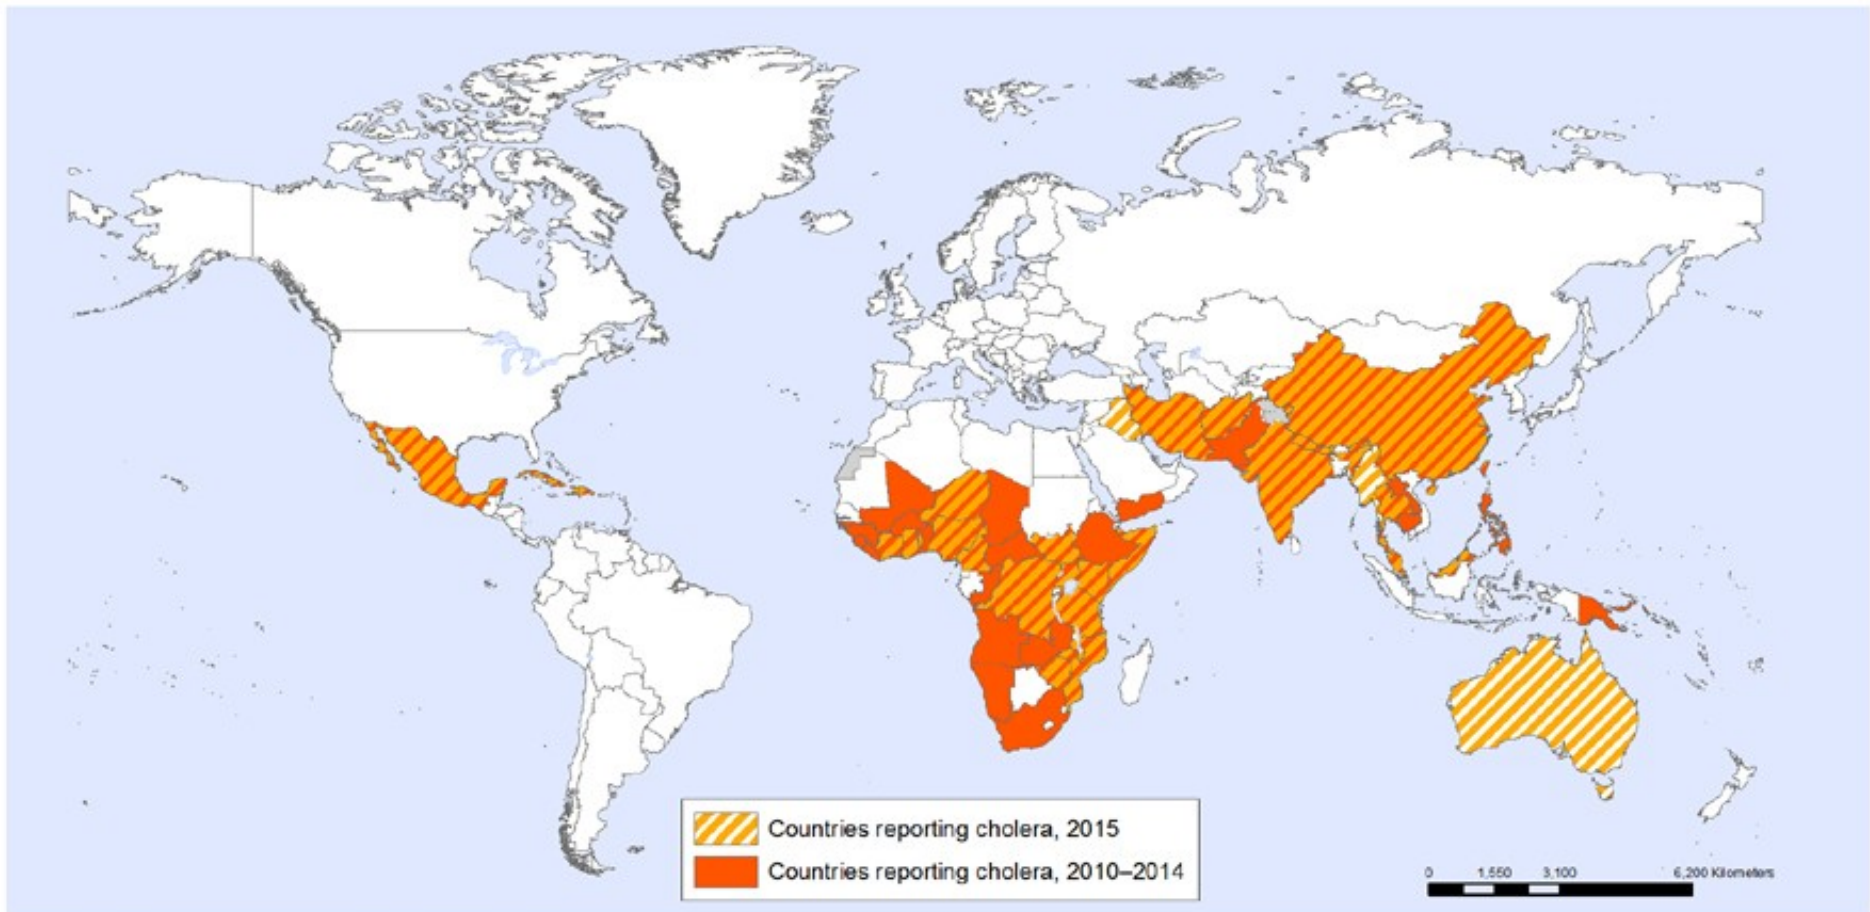 Countries reporting cholera, 2015
Countries reporting cholera, 2010–2014
0 1,550 3,100 6,200 Kilometers